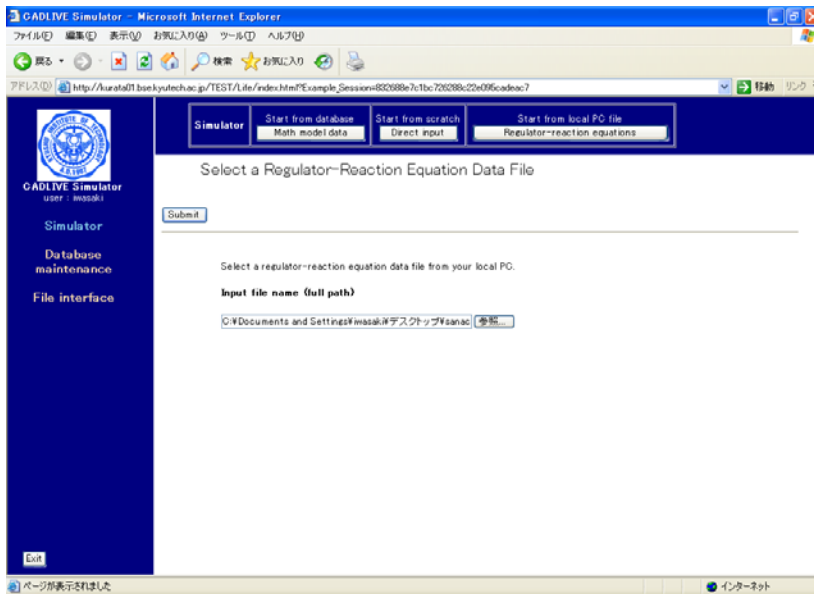 CADLIVE Simulator - Microsoft Internet Explorer
ファイル(F) 編集(E) 表示(V) お気に入り(A) ツール(T) ヘルプ(H)
戻る 検索 お気に入り
アドレス(D) http://kurata01.bse.kyutech.ac.jp/TEST/Life/index.html?Example_Session=832688e7c1bc726288c22e095cadeac7 移動 リンク
Simulator
Start from database
Math model data
Start from scratch
Direct input
Start from local PC file
Regulator-reaction equations
CADLIVE Simulator
user : iwasaki
Simulator
Database
maintenance
File interface
Exit
Select a Regulator-Reaction Equation Data File
Submit
Select a regulator-reaction equation data file from your local PC.
Input file name (full path)
C:¥Documents and Settings¥iwasaki¥デスクトップ¥sanac 参照...
ページが表示されました インターネット